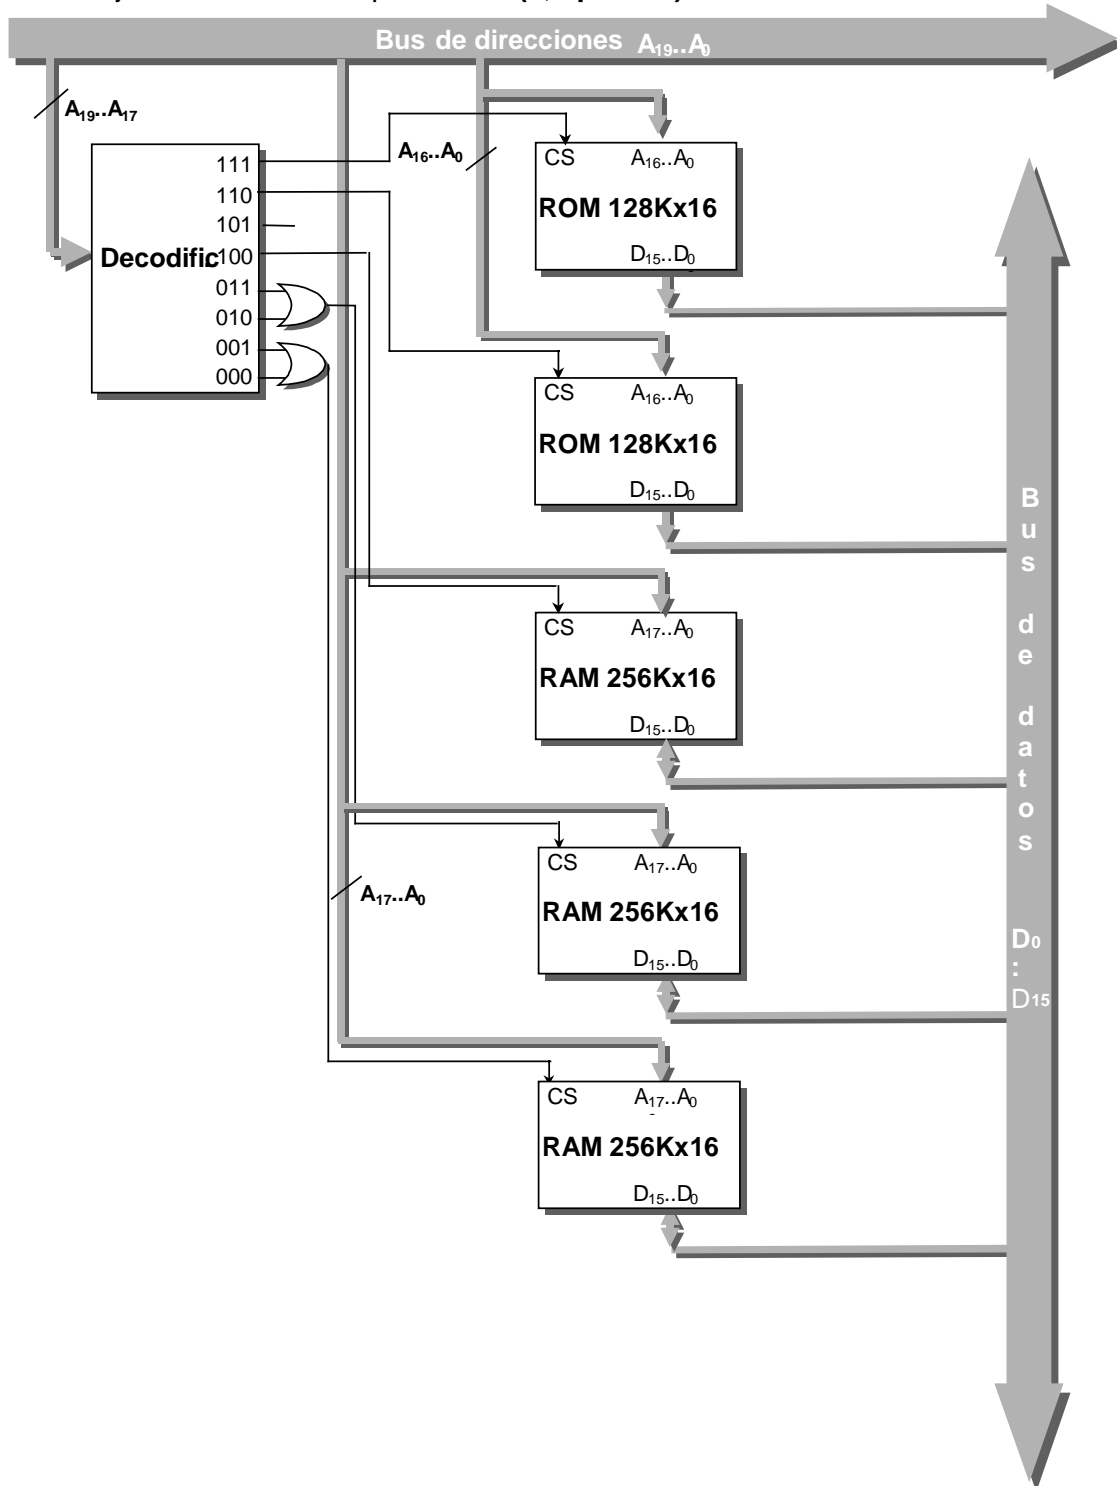 Bus de direcciones A19..A0
A19..A17
111
110
101
Decodific 100
011
010
001
000
A16..A0
CS A16..A0
ROM 128Kx16
D15..D0
CS A16..A0
ROM 128Kx16
D15..D0
CS A17..A0
RAM 256Kx16
D15..D0
CS A17..A0
RAM 256Kx16
D15..D0
A17..A0
CS A17..A0
RAM 256Kx16
D15..D0
Bus de datos
D0
:
D15